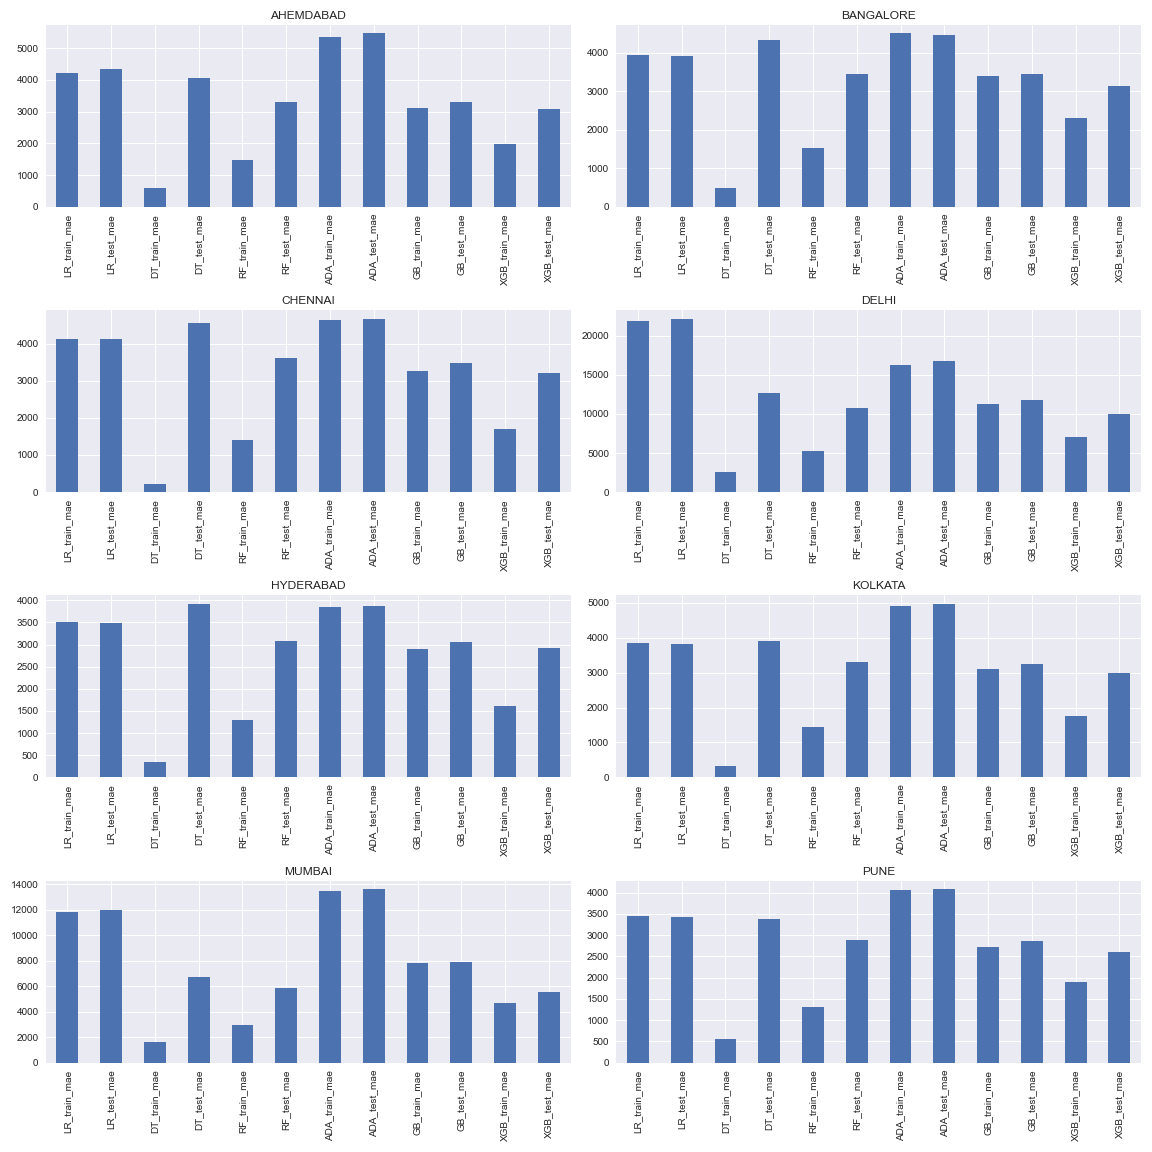 AHEMDABAD
5000
4000
3000
2000
1000
0
LR_train_mae
LR_test_mae
DT_train_mae
DT_test_mae
RF_train_mae
RF_test_mae
ADA_train_mae
ADA_test_mae
GB_train_mae
GB_test_mae
XGB_train_mae
XGB_test_mae
BANGALORE
4000
3000
2000
1000
0
LR_train_mae
LR_test_mae
DT_train_mae
DT_test_mae
RF_train_mae
RF_test_mae
ADA_train_mae
ADA_test_mae
GB_train_mae
GB_test_mae
XGB_train_mae
XGB_test_mae
CHENNAI
4000
3000
2000
1000
0
LR_train_mae
LR_test_mae
DT_train_mae
DT_test_mae
RF_train_mae
RF_test_mae
ADA_train_mae
ADA_test_mae
GB_train_mae
GB_test_mae
XGB_train_mae
XGB_test_mae
DELHI
20000
15000
10000
5000
0
LR_train_mae
LR_test_mae
DT_train_mae
DT_test_mae
RF_train_mae
RF_test_mae
ADA_train_mae
ADA_test_mae
GB_train_mae
GB_test_mae
XGB_train_mae
XGB_test_mae
HYDERABAD
4000
3500
3000
2500
2000
1500
1000
500
0
LR_train_mae
LR_test_mae
DT_train_mae
DT_test_mae
RF_train_mae
RF_test_mae
ADA_train_mae
ADA_test_mae
GB_train_mae
GB_test_mae
XGB_train_mae
XGB_test_mae
KOLKATA
5000
4000
3000
2000
1000
0
LR_train_mae
LR_test_mae
DT_train_mae
DT_test_mae
RF_train_mae
RF_test_mae
ADA_train_mae
ADA_test_mae
GB_train_mae
GB_test_mae
XGB_train_mae
XGB_test_mae
MUMBAI
14000
12000
10000
8000
6000
4000
2000
0
LR_train_mae
LR_test_mae
DT_train_mae
DT_test_mae
RF_train_mae
RF_test_mae
ADA_train_mae
ADA_test_mae
GB_train_mae
GB_test_mae
XGB_train_mae
XGB_test_mae
PUNE
4000
3500
3000
2500
2000
1500
1000
500
0
LR_train_mae
LR_test_mae
DT_train_mae
DT_test_mae
RF_train_mae
RF_test_mae
ADA_train_mae
ADA_test_mae
GB_train_mae
GB_test_mae
XGB_train_mae
XGB_test_mae